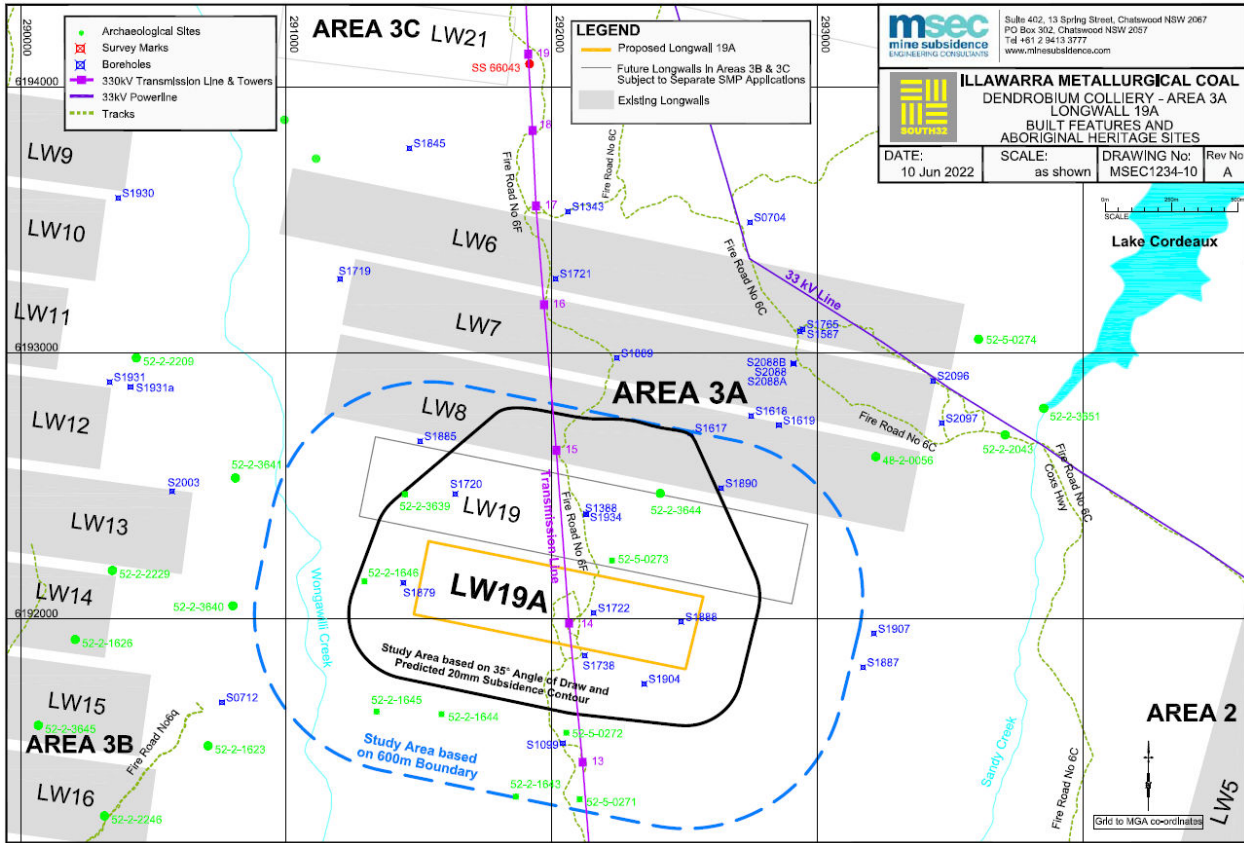 290000
291000
292000
293000
6194000
6193000
6192000
Archaeological Sites
Survey Marks
Boreholes
330kV Transmission Line & Towers
33kV Powerline
Tracks
AREA 3C
LW21
SS 66043
19
18
17
16
15
14
13
LEGEND
Proposed Longwall 19A
Future Longwalls in Areas 3B & 3C
Subject to Separate SMP Applications
Existing Longwalls
msec
mine subsidence
ENGINEERING CONSULTANTS
Suite 402, 13 Spring Street, Chatswood NSW 2067
PO Box 302, Chatswood NSW 2057
Tel +61 2 9413 3777
www.minesubsidence.com
SOUTH32
ILLAWARRA METALLURGICAL COAL
DENDROBIUM COLLIERY - AREA 3A
LONGWALL 19A
BUILT FEATURES AND
ABORIGINAL HERITAGE SITES
DATE:
10 Jun 2022
SCALE:
as shown
DRAWING No:
MSEC1234-10
Rev No
A
SCALE
Lake Cordeaux
LW9
S1930
LW10
LW11
52-2-2209
S1931
S1931a
LW12
S2003
52-2-3641
LW13
52-2-2229
LW14
52-2-3640
52-2-1626
LW15
52-2-3645
AREA 3B
S0712
52-2-1623
Fire Road No6q
LW16
52-2-2246
Wongawilli Creek
S1845
S1343
S0704
Fire Road No 6F
Fire Road No 6C
LW6
S1719
S1721
Fire Road No 6C
33 kV Line
LW7
S1889
S1765
S1587
S2088B
S2088
S2088A
52-5-0274
S2096
AREA 3A
LW8
S1617
S1618
S1619
S2097
52-2-3651
52-2-2043
Fire Road No 6C
48-2-0056
S1885
S1890
52-2-3639
S1720
LW19
S1388
S1934
52-2-3644
Transmission Line
Fire Road No 6F
52-5-0273
52-2-1646
S1879
LW19A
S1722
S1888
S1738
S1904
S1907
S1887
Study Area based on 35° Angle of Draw and
Predicted 20mm Subsidence Contour
52-2-1645
52-2-1644
52-5-0272
S1099
Study Area based
on 600m Boundary
52-2-1643
52-5-0271
Coxs Hwy
Fire Road No 6C
Sandy Creek
Fire Road No 6C
AREA 2
LW5
Grid to MGA co-ordinates